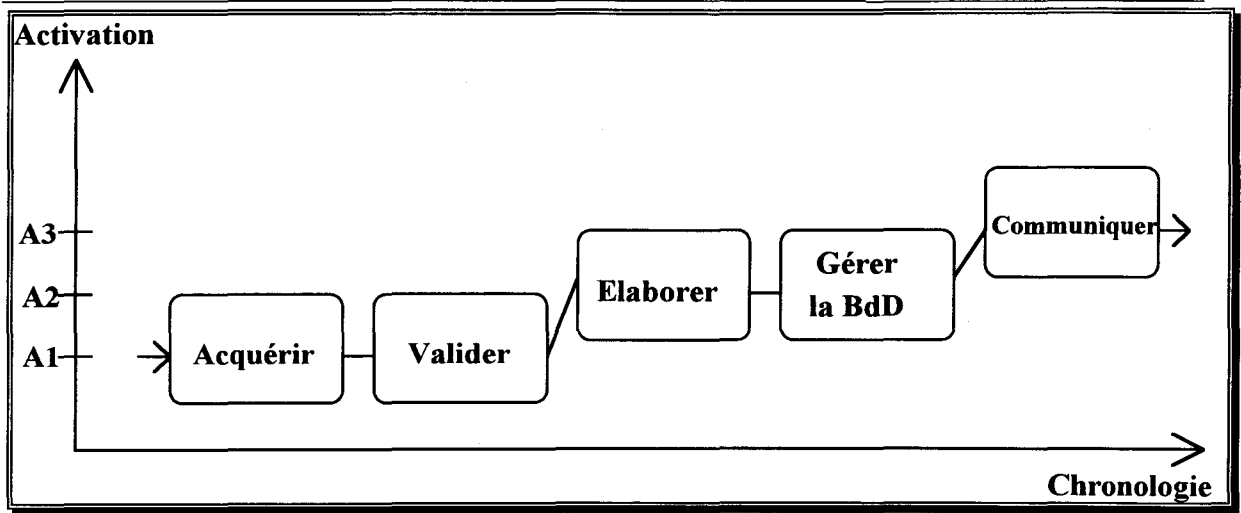 Activation
A3
A2
A1
Acquérir
Valider
Elaborer
Gérer
la BdD
Communiquer
Chronologie